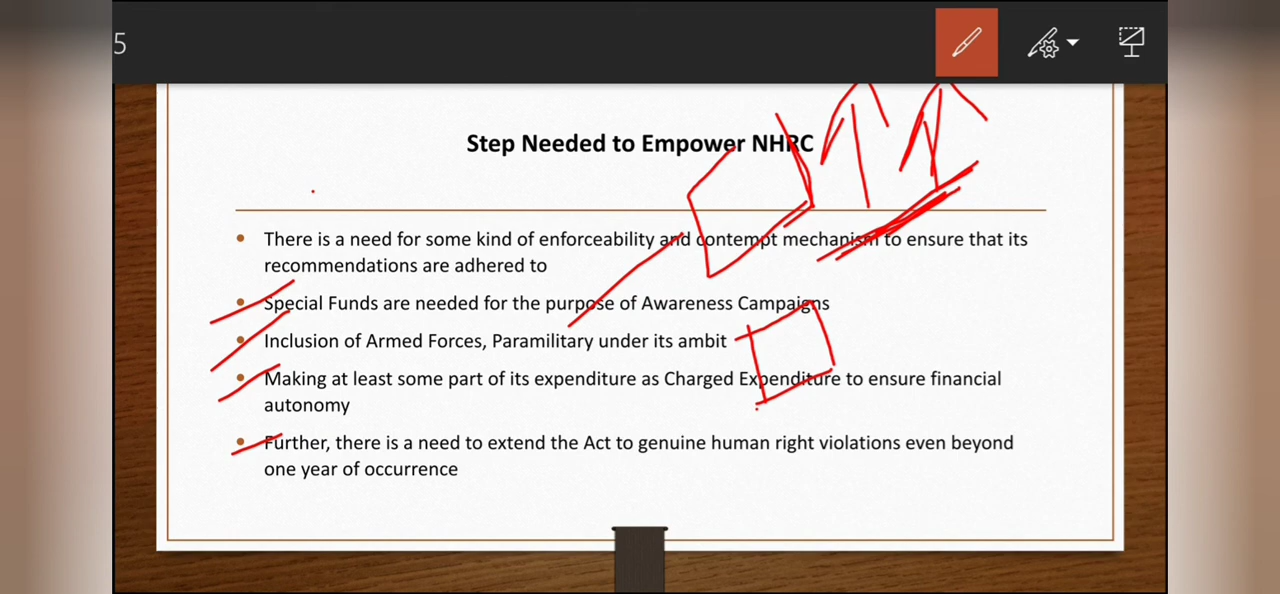 5
Step Needed to Empower NHRC
There is a need for some kind of enforceability and contempt mechanism to ensure that its
recommendations are adhered to
Special Funds are needed for the purpose of Awareness Campaigns
Inclusion of Armed Forces, Paramilitary under its ambit
Making at least some part of its expenditure as Charged Expenditure to ensure financial
autonomy
Further, there is a need to extend the Act to genuine human right violations even beyond
one year of occurrence